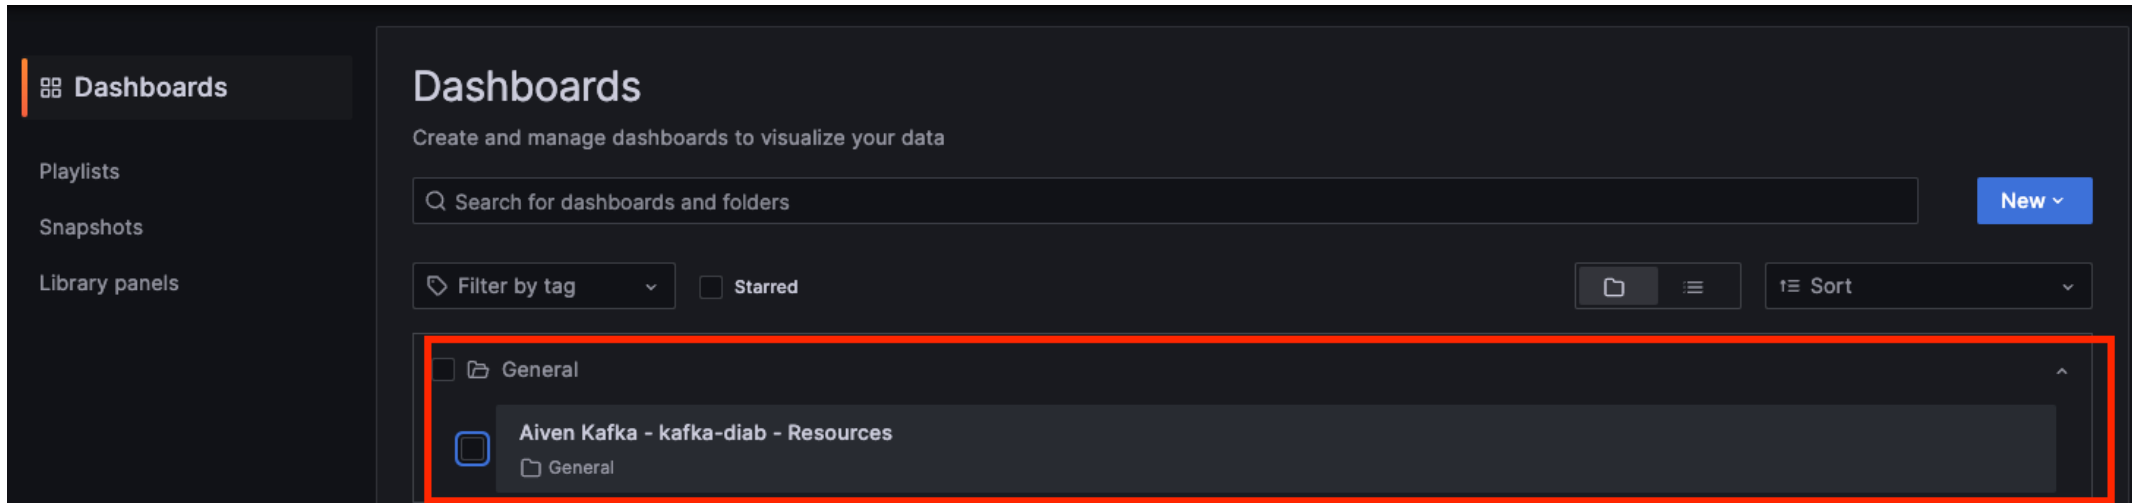 Dashboards
Playlists
Snapshots
Library panels
Dashboards
Create and manage dashboards to visualize your data
Search for dashboards and folders
New
Filter by tag
Starred
Sort
General
Aiven Kafka - kafka-diab - Resources
General